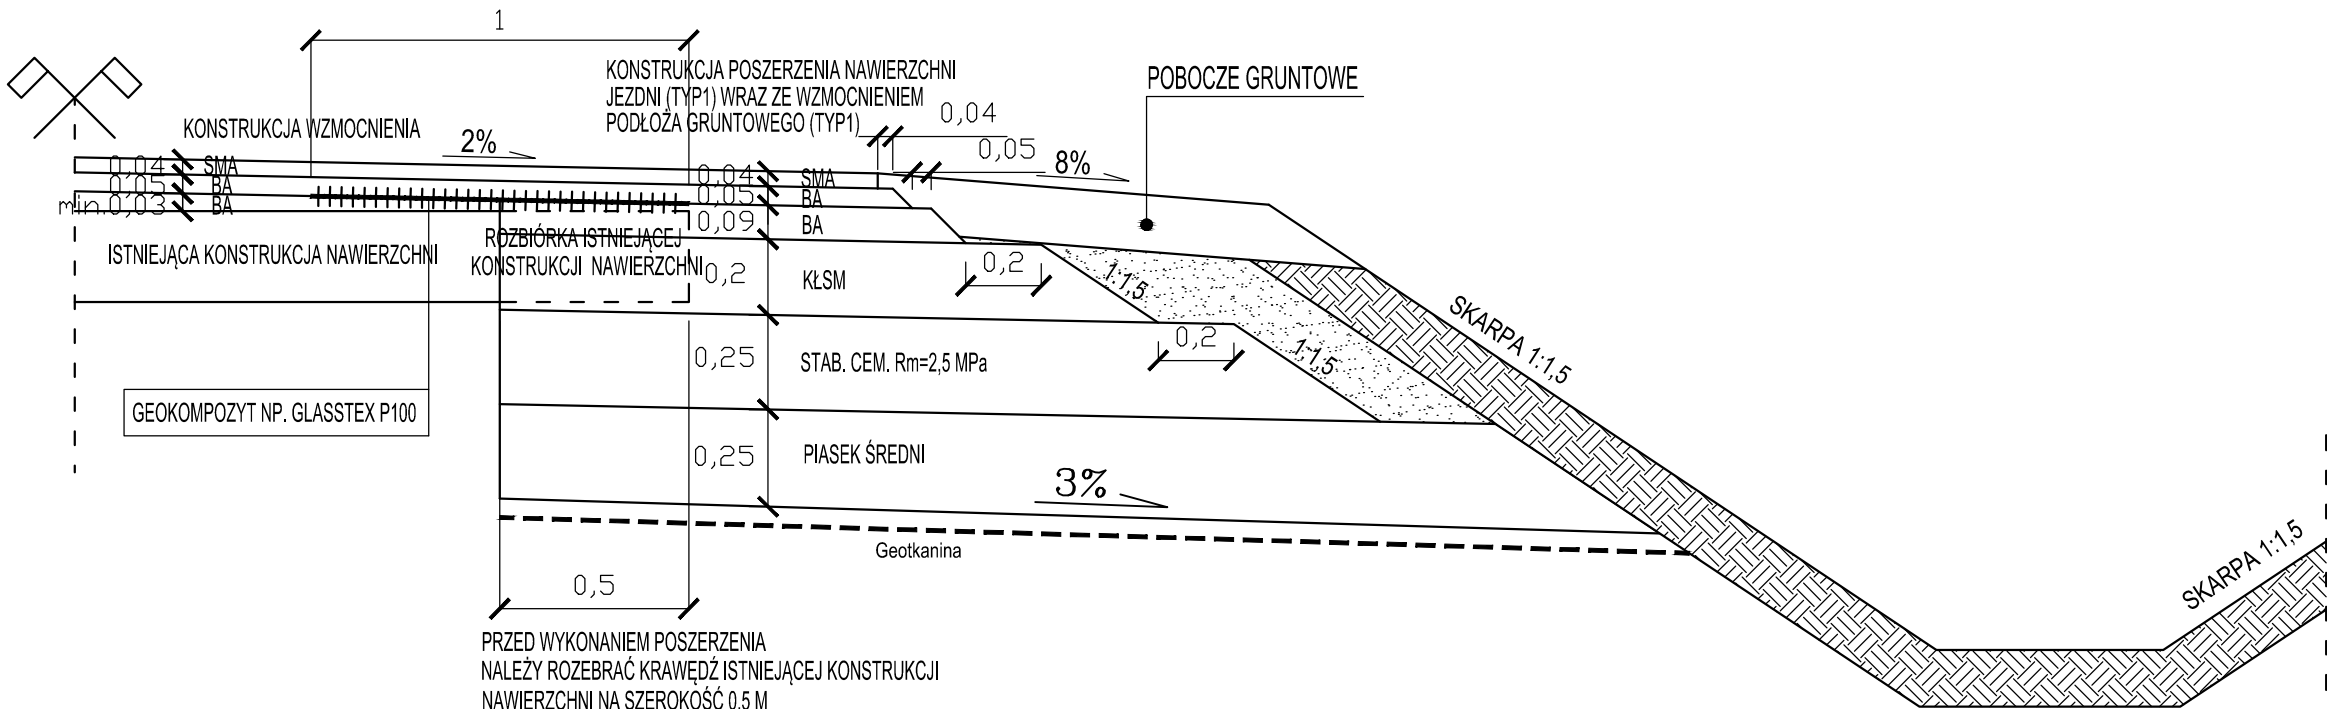 1
KONSTRUKCJA POSZERZENIA NAWIERZCHNI
JEZDNI (TYP1) WRAZ ZE WZMOCNIENIEM
PODŁOŻA GRUNTOWEGO (TYP1)
POBOCZE GRUNTOWE
0,04
0,05
KONSTRUKCJA WZMOCNIENIA
2%
8%
0,04 SMA
0,05 BA
min.0,03 BA
0,04 SMA
0,05 BA
0,09 BA
ISTNIEJĄCA KONSTRUKCJA NAWIERZCHNI
ROZBIÓRKA ISTNIEJĄCEJ
KONSTRUKCJI NAWIERZCHNI
0,2 KŁSM
0,2
1:1,5
SKARPA 1:1,5
0,2
1:1,5
0,25 STAB. CEM. Rm=2,5 MPa
GEOKOMPOZYT NP. GLASSTEX P100
0,25 PIASEK ŚREDNI
3%
Geotkanina
SKARPA 1:1,5
0,5
PRZED WYKONANIEM POSZERZENIA
NALEŻY ROZEBRAĆ KRAWĘDŹ ISTNIEJĄCEJ KONSTRUKCJI
NAWIERZCHNI NA SZEROKOŚĆ 0.5 M